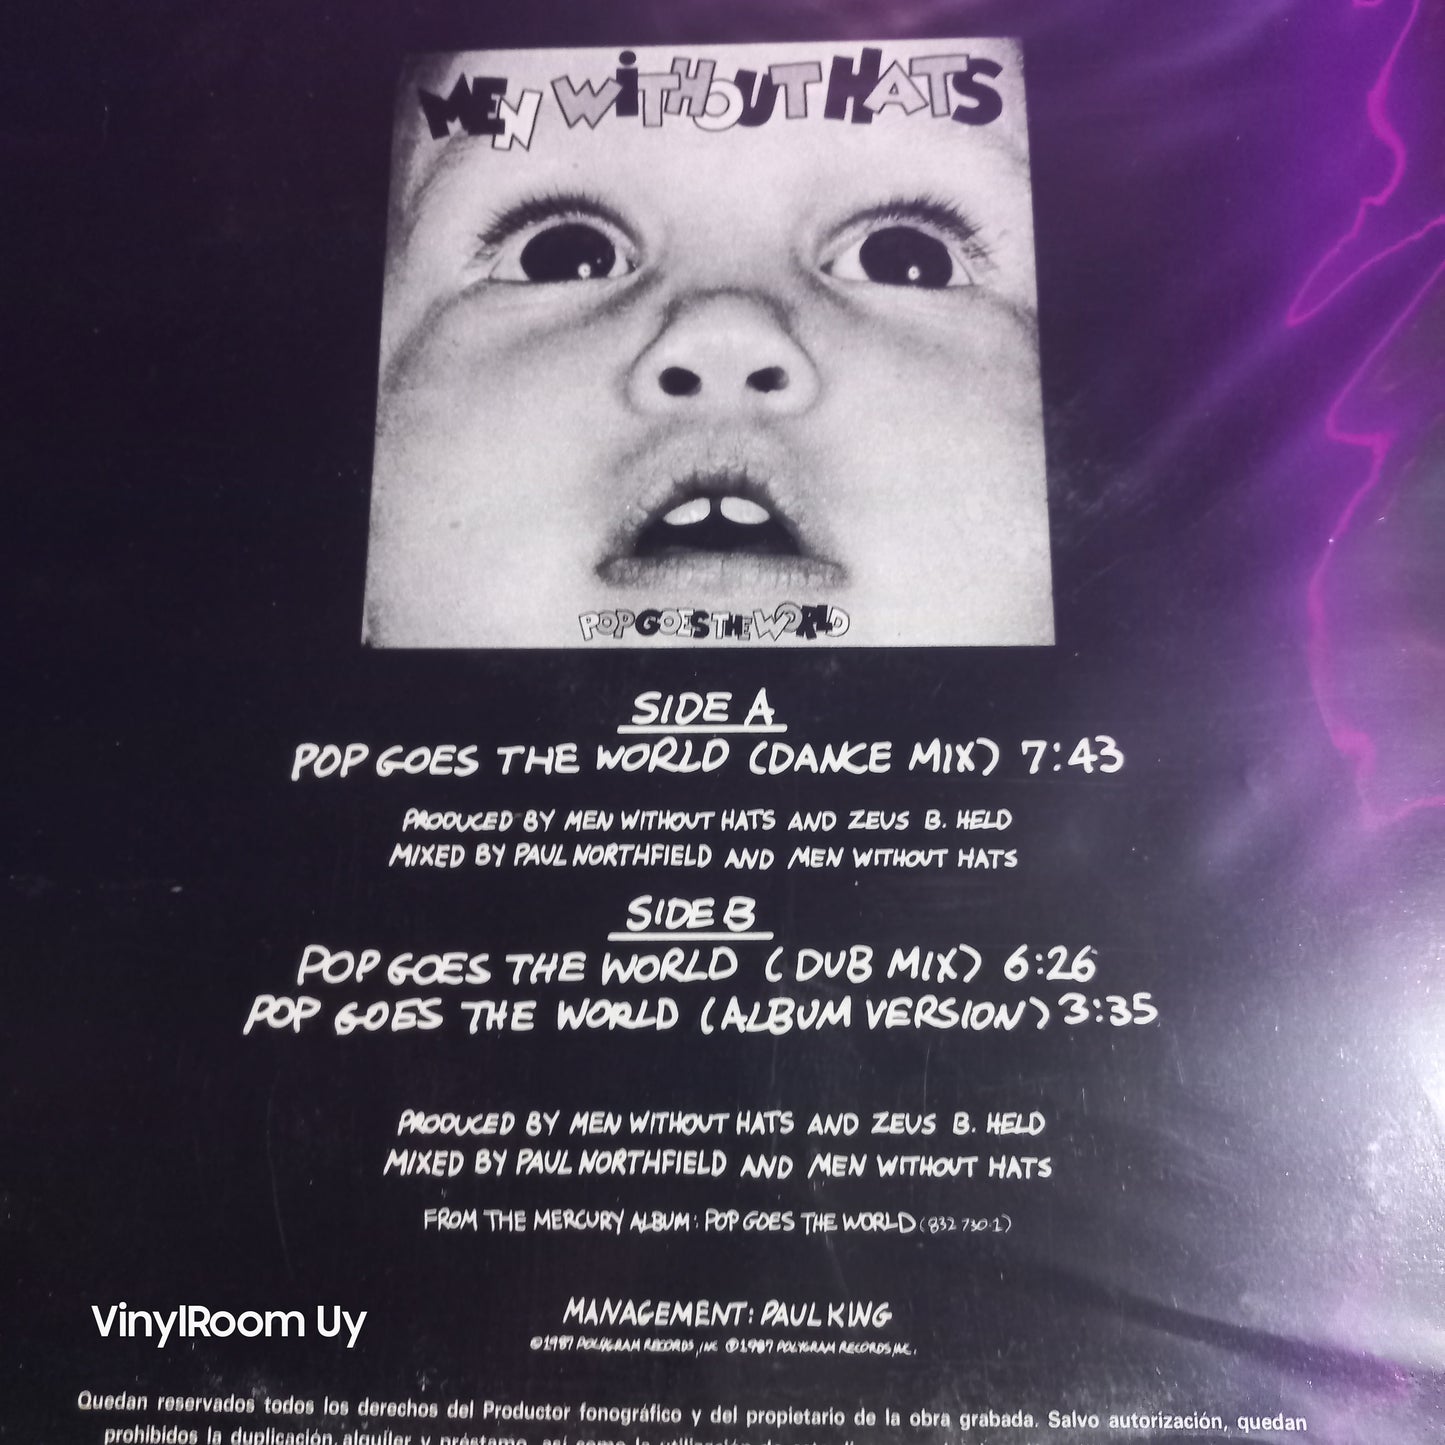 MEN WiTHOUT HATS
POP GOES THE WORLD
SIDE A
POP GOES THE WORLD (DANCE MIX) 7:43
PRODUCED BY MEN WITHOUT HATS AND ZEUS B. HELD
MIXED BY PAUL NORTHFIELD AND MEN WITHOUT HATS
SIDE B
POP GOES THE WORLD (DUB MIX) 6:26
POP GOES THE WORLD (ALBUM VERSION) 3:35
PRODUCED BY MEN WITHOUT HATS AND ZEUS B. HELD
MIXED BY PAUL NORTHFIELD AND MEN WITHOUT HATS
FROM THE MERCURY ALBUM: POP GOES THE WORLD (832 730-1)
MANAGEMENT: PAUL KING
©1987 POLYGRAM RECORDS, INC ℗1987 POLYGRAM RECORDS, INC.
VinylRoom Uy
Quedan reservados todos los derechos del Productor fonográfico y del propietario de la obra grabada. Salvo autorización, quedan
prohibidos la duplicación, alquiler y préstamo, así como la utilización de